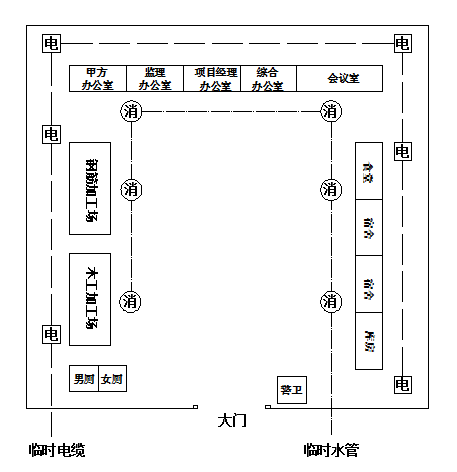 电 电
甲方 监理 项目经理 综合 会议室
办公室 办公室 办公室 办公室
消 消
电 电
钢筋加工场 食堂
消 消
宿舍
木工加工场 宿舍
消 消
电 库房
男厕 女厕 警卫 电
大门
临时电缆 临时水管